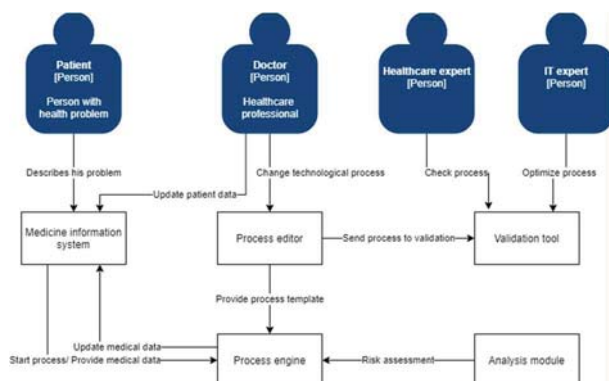 Patient
[Person]
Person with
health problem
Doctor
[Person]
Healthcare
professional
Healthcare expert
[Person]
IT expert
[Person]
Describes his problem
Change technological process
Check process
Optimize process
Update patient data
Medicine information
system
Process editor
Send process to validation
Validation tool
Provide process template
Update medical data
Start process/ Provide medical data
Process engine
Risk assessment
Analysis module